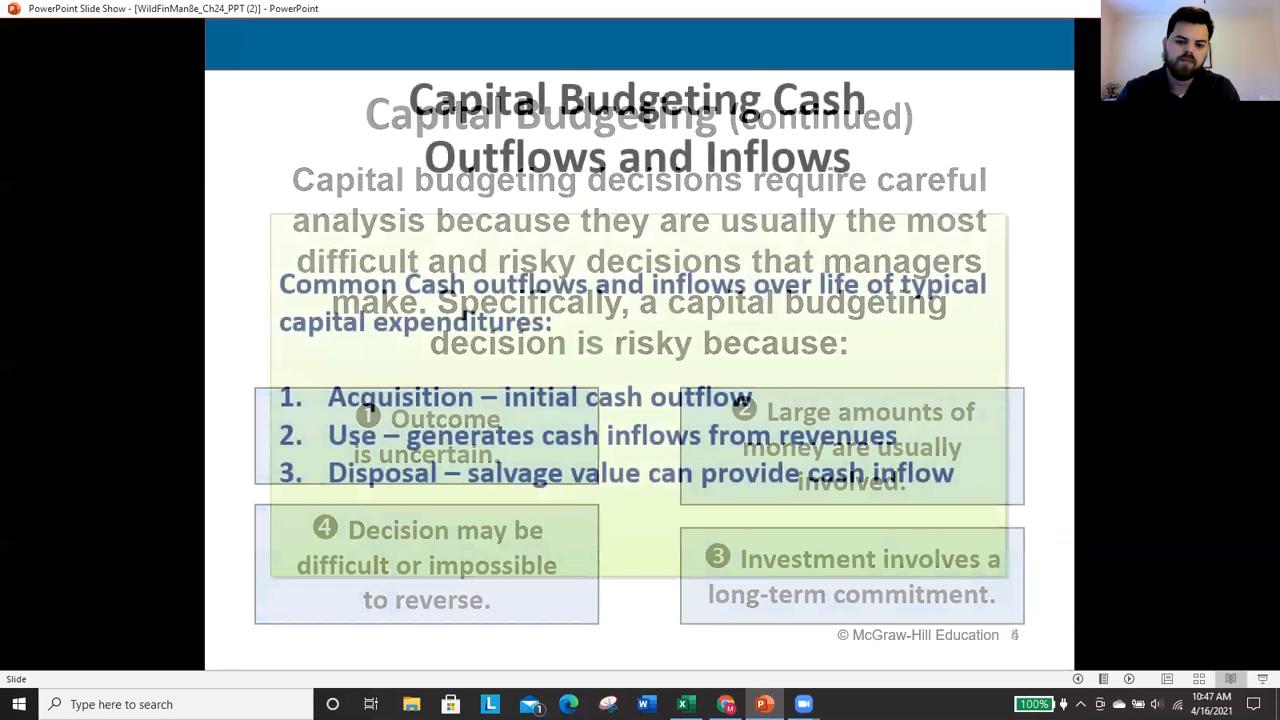 PowerPoint Slide Show - [WildFinMan8e_Ch24_PPT (2)] - PowerPoint
Capital Budgeting Cash
Outflows and Inflows
Common Cash outflows and inflows over life of typical
capital expenditures:
1. Acquisition – initial cash outflow
2. Use – generates cash inflows from revenues
3. Disposal – salvage value can provide cash inflow
Capital Budgeting (continued)
Capital budgeting decisions require careful
analysis because they are usually the most
difficult and risky decisions that managers
make. Specifically, a capital budgeting
decision is risky because:
❶ Outcome
is uncertain.
❷ Large amounts of
money are usually
involved.
❹ Decision may be
difficult or impossible
to reverse.
❸ Investment involves a
long-term commitment.
© McGraw-Hill Education
Slide
Type here to search
100%
10:47 AM
4/16/2021